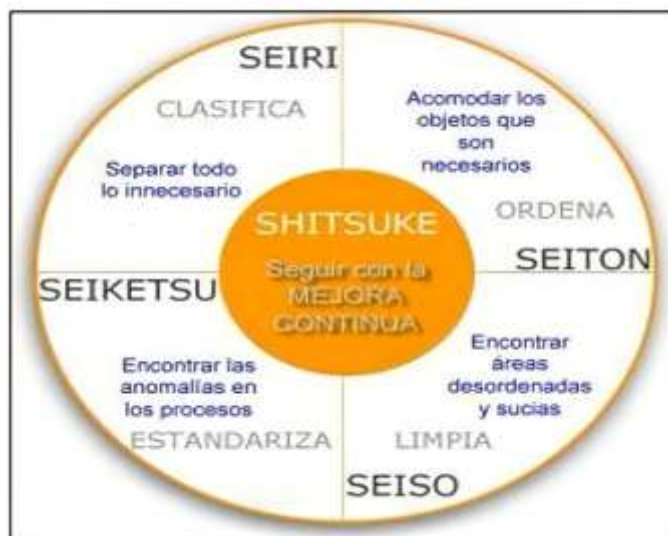 SEIRI
CLASIFICA
Separar todo
lo innecesario
Acomodar los
objetos que
son
necesarios
ORDENA
SEITON
SHITSUKE
Seguir con la
MEJORA
CONTINUA
SEIKETSU
Encontrar las
anomalías en
los procesos
ESTANDARIZA
Encontrar
áreas
desordenadas
y sucias
LIMPIA
SEISO